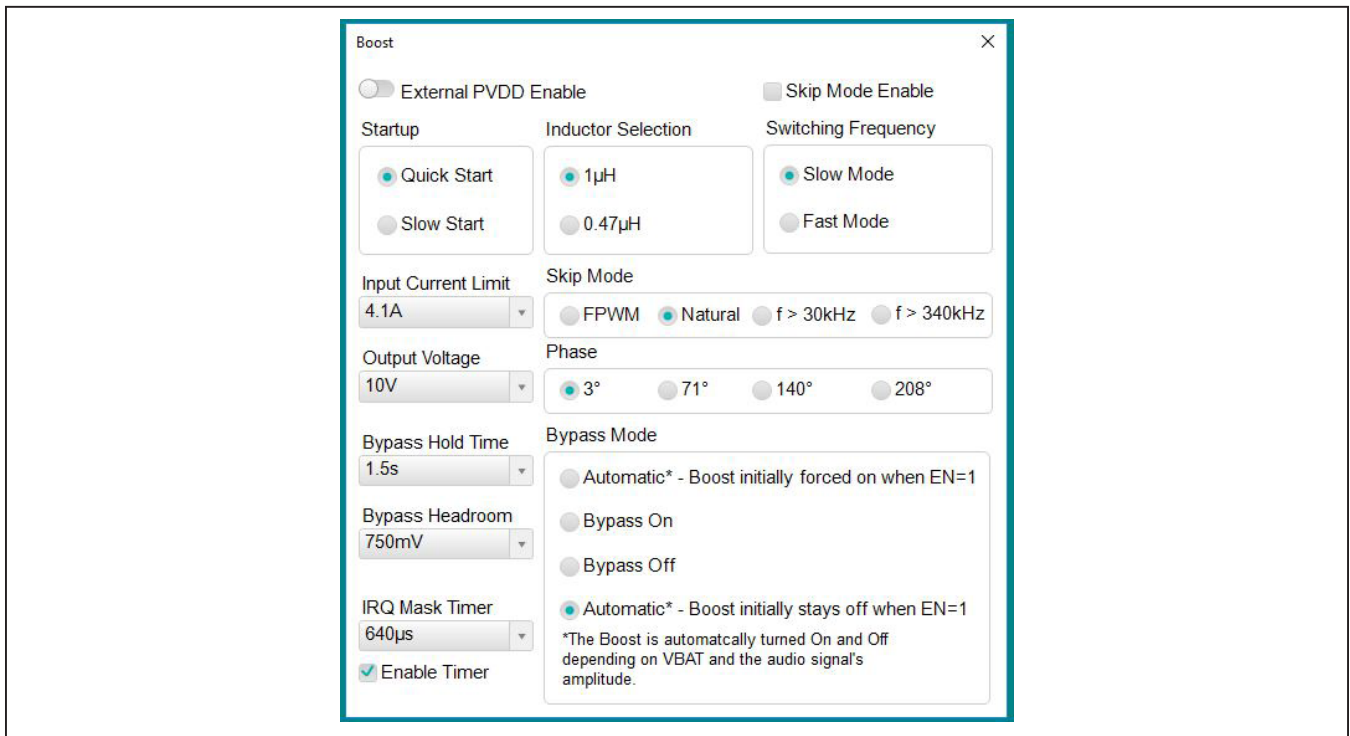 Boost
External PVDD Enable
Skip Mode Enable
Startup
Quick Start
Slow Start
Inductor Selection
1µH
0.47µH
Switching Frequency
Slow Mode
Fast Mode
Input Current Limit
4.1A
Skip Mode
FPWM Natural f > 30kHz f > 340kHz
Output Voltage
10V
Phase
3° 71° 140° 208°
Bypass Hold Time
1.5s
Bypass Headroom
750mV
IRQ Mask Timer
640µs
Enable Timer
Bypass Mode
Automatic* - Boost initially forced on when EN=1
Bypass On
Bypass Off
Automatic* - Boost initially stays off when EN=1
*The Boost is automatcally turned On and Off
depending on VBAT and the audio signal's
amplitude.